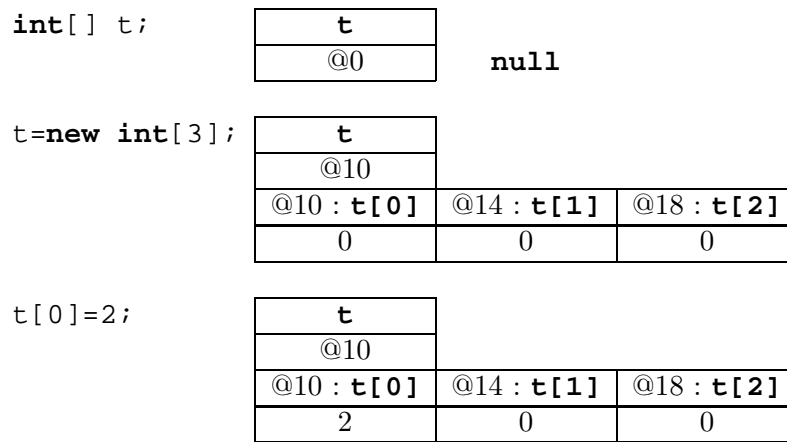 int[] t; t
@0 null
t=new int[3]; t
@10
@10 : t[0] @14 : t[1] @18 : t[2]
0 0 0
t[0]=2; t
@10
@10 : t[0] @14 : t[1] @18 : t[2]
2 0 0